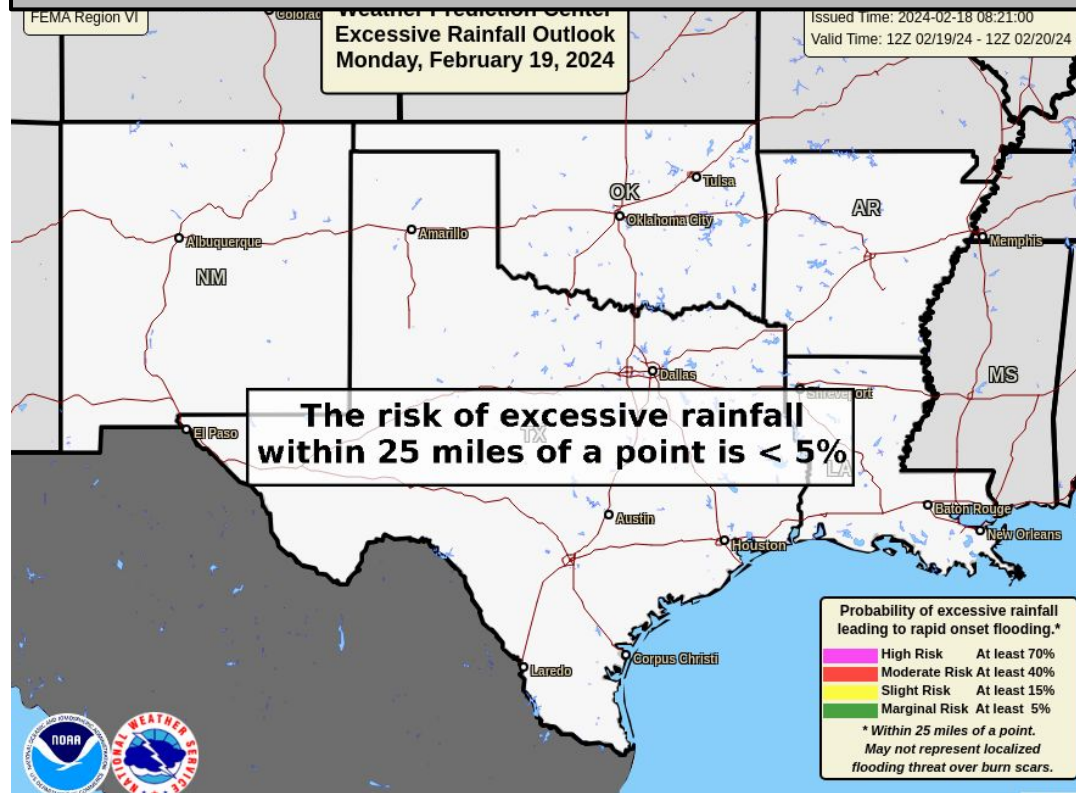 Colorad
FEMA Region VI
Weather Prediction Center
Excessive Rainfall Outlook
Monday, February 19, 2024
Issued Time: 2024-02-18 08:21:00
Valid Time: 12Z 02/19/24 - 12Z 02/20/24
Tulsa
OK
AR
Oklahoma City
Amarillo
Albuquerque
Memphis
NM
Dallas
MS
Shreveport
The risk of excessive rainfall
within 25 miles of a point is < 5%
El Paso
TX
LA
Austin
Baton Rouge
New Orleans
Houston
Corpus Christi
Laredo
Probability of excessive rainfall
leading to rapid onset flooding.*
High Risk At least 70%
Moderate Risk At least 40%
Slight Risk At least 15%
Marginal Risk At least 5%
* Within 25 miles of a point.
May not represent localized
flooding threat over burn scars.
NOAA
NATIONAL WEATHER SERVICE